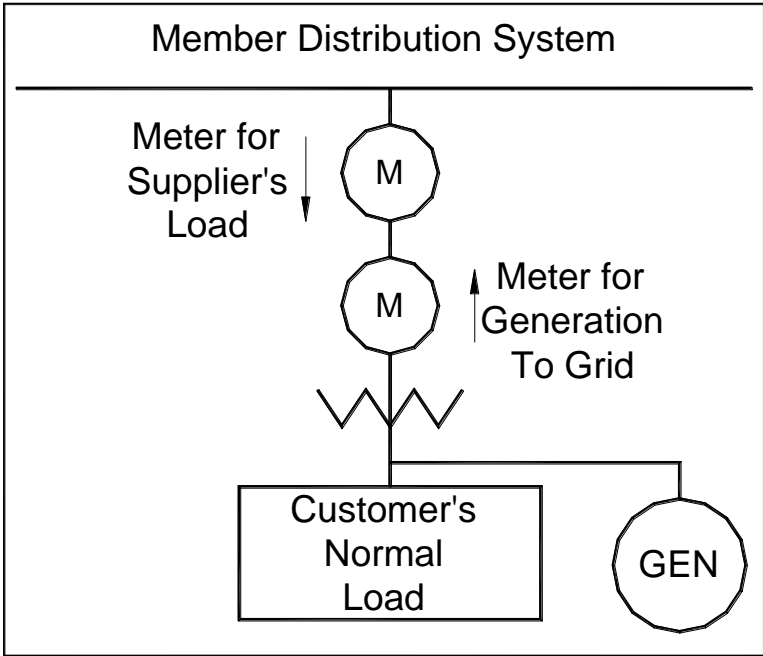 Member Distribution System
Meter for
Supplier's
Load
M
M
Meter for
Generation
To Grid
Customer's
Normal
Load
GEN